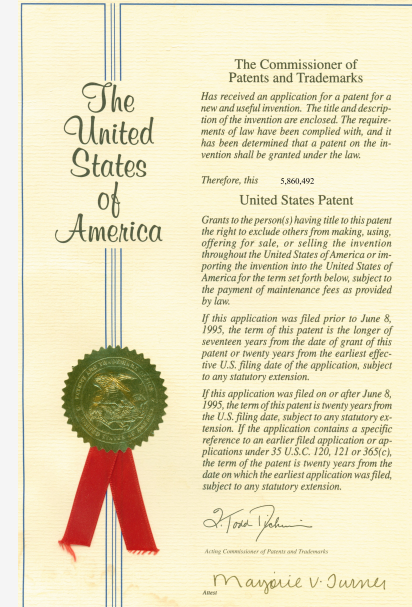 The
United
States
of
America
The Commissioner of
Patents and Trademarks
Has received an application for a patent for a
new and useful invention. The title and descrip-
tion of the invention are enclosed. The require-
ments of law have been complied with, and it
has been determined that a patent on the in-
vention shall be granted under the law.
Therefore, this 5,860,492
United States Patent
Grants to the person(s) having title to this patent
the right to exclude others from making, using,
offering for sale, or selling the invention
throughout the United States of America or im-
porting the invention into the United States of
America for the term set forth below, subject to
the payment of maintenance fees as provided
by law.
If this application was filed prior to June 8,
1995, the term of this patent is the longer of
seventeen years from the date of grant of this
patent or twenty years from the earliest effec-
tive U.S. filing date of the application, subject
to any statutory extension.
If this application was filed on or after June 8,
1995, the term of this patent is twenty years from
the U.S. filing date, subject to any statutory ex-
tension. If the application contains a specific
reference to an earlier filed application or ap-
plications under 35 U.S.C. 120, 121 or 365(c),
the term of the patent is twenty years from the
date on which the earliest application was filed,
subject to any statutory extension.
Acting Commissioner of Patents and Trademarks
Marjorie V. Turner
Attest